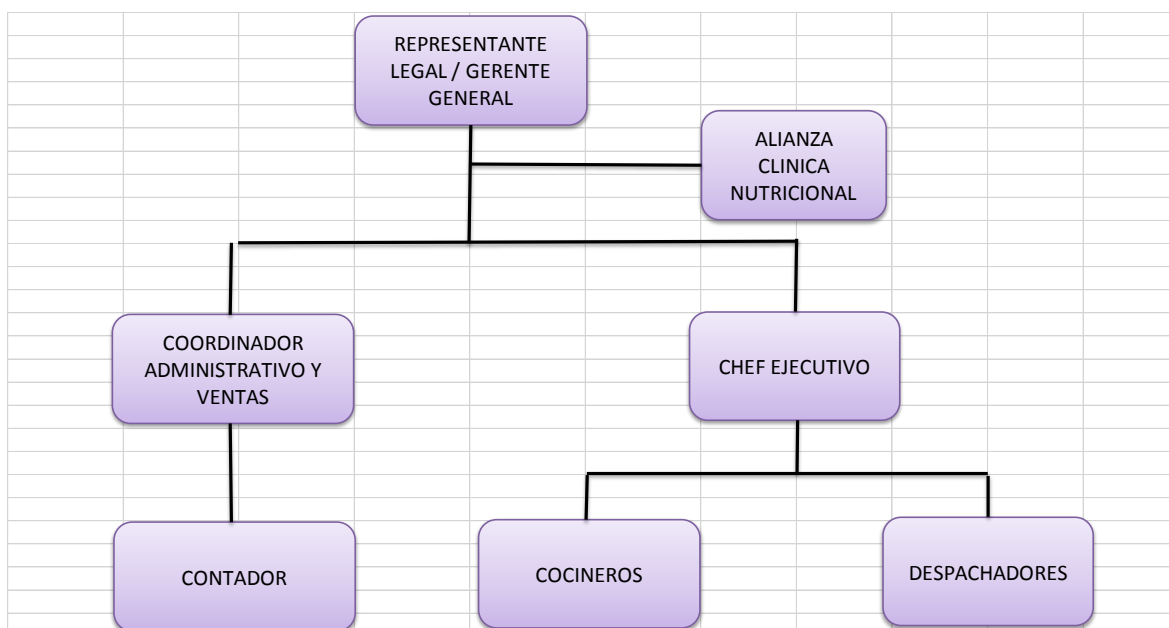 REPRESENTANTE
LEGAL / GERENTE
GENERAL
ALIANZA
CLINICA
NUTRICIONAL
COORDINADOR
ADMINISTRATIVO Y
VENTAS
CHEF EJECUTIVO
CONTADOR
COCINEROS
DESPACHADORES